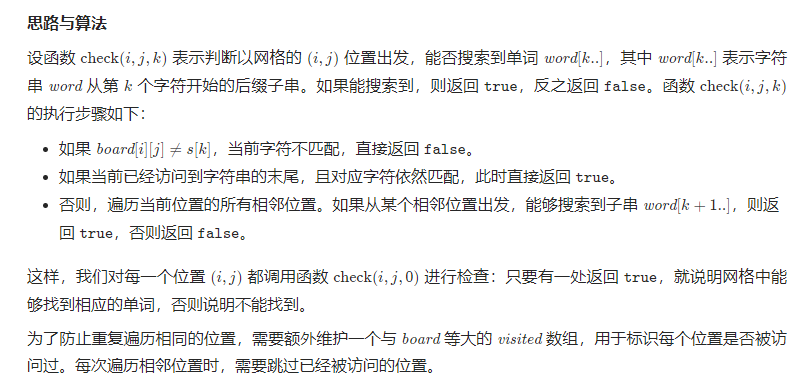 思路与算法
设函数 check(i, j, k) 表示判断以网格的 (i, j) 位置出发，能否搜索到单词 word[k..]，其中 word[k..] 表示字符
串 word 从第 k 个字符开始的后缀子串。如果能搜索到，则返回 true，反之返回 false。函数 check(i, j, k)
的执行步骤如下：
• 如果 board[i][j] ≠ s[k]，当前字符不匹配，直接返回 false。
• 如果当前已经访问到字符串的末尾，且对应字符依然匹配，此时直接返回 true。
• 否则，遍历当前位置的所有相邻位置。如果从某个相邻位置出发，能够搜索到子串 word[k + 1..]，则返
回 true，否则返回 false。
这样，我们对每一个位置 (i, j) 都调用函数 check(i, j, 0) 进行检查：只要有一处返回 true，就说明网格中能
够找到相应的单词，否则说明不能找到。
为了防止重复遍历相同的位置，需要额外维护一个与 board 等大的 visited 数组，用于标识每个位置是否被访
问过。每次遍历相邻位置时，需要跳过已经被访问的位置。